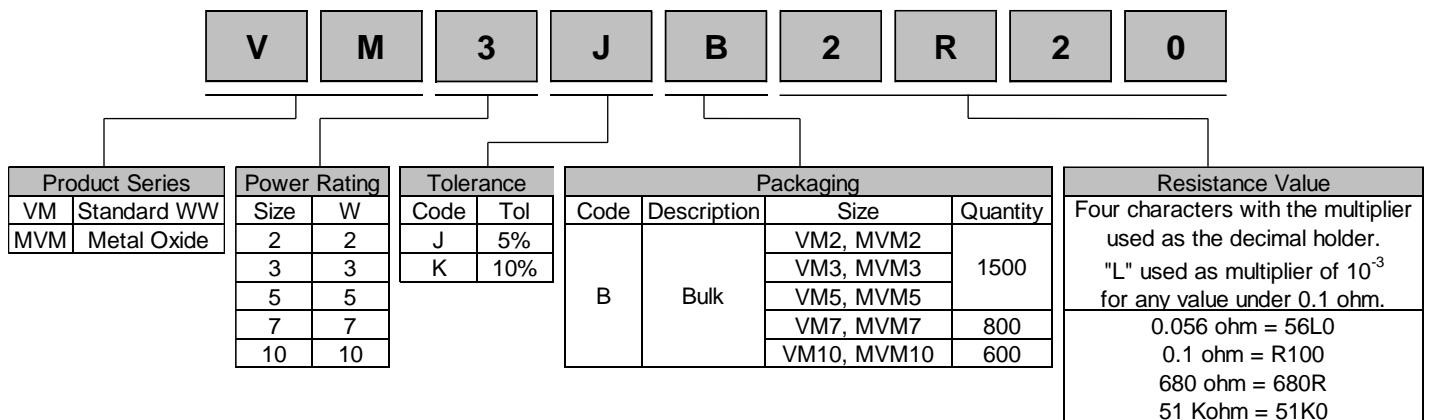 V M 3 J B 2 R 2 0
Product Series
VM Standard WW
MVM Metal Oxide
Power Rating
Size W
2 2
3 3
5 5
7 7
10 10
Tolerance
Code Tol
J 5%
K 10%
Packaging
Code Description Size Quantity
B Bulk
VM2, MVM2
VM3, MVM3
VM5, MVM5
1500
VM7, MVM7 800
VM10, MVM10 600
Resistance Value
Four characters with the multiplier
used as the decimal holder.
"L" used as multiplier of 10⁻³
for any value under 0.1 ohm.
0.056 ohm = 56L0
0.1 ohm = R100
680 ohm = 680R
51 Kohm = 51K0